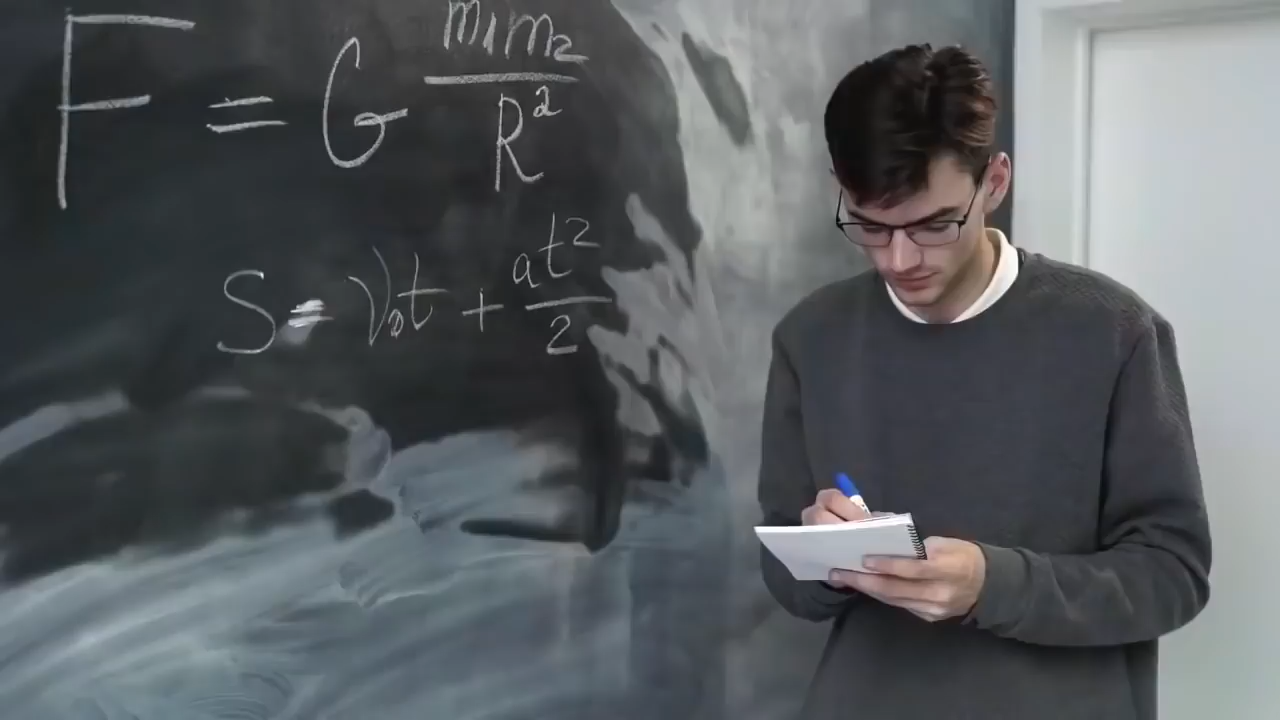 F = G m₁m₂/R²
S = V₀t + at²/2